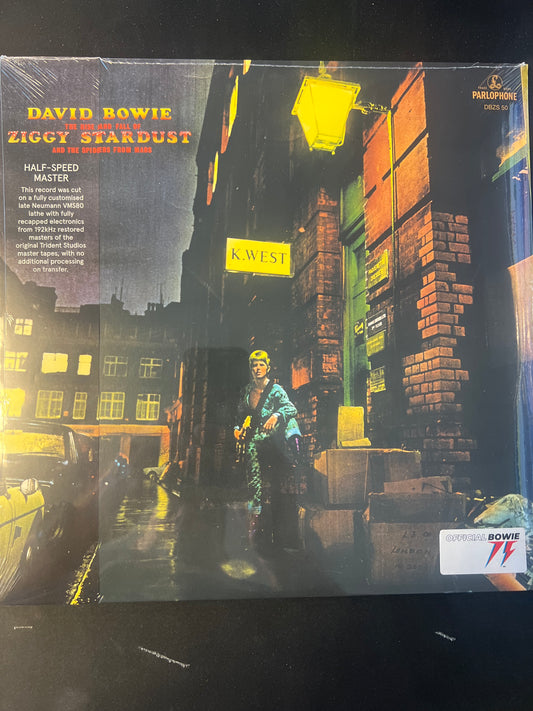 DAVID BOWIE
THE RISE AND FALL OF
ZIGGY STARDUST
AND THE SPIDERS FROM MARS
HALF-SPEED
MASTER
This record was cut
on a fully customised
late Neumann VMS80
lathe with fully
recapped electronics
from 192kHz restored
masters of the
original Trident Studios
master tapes, with no
additional processing
on transfer.
PARLOPHONE
DBZS 50
K.WEST
LONDON
OFFICIAL BOWIE